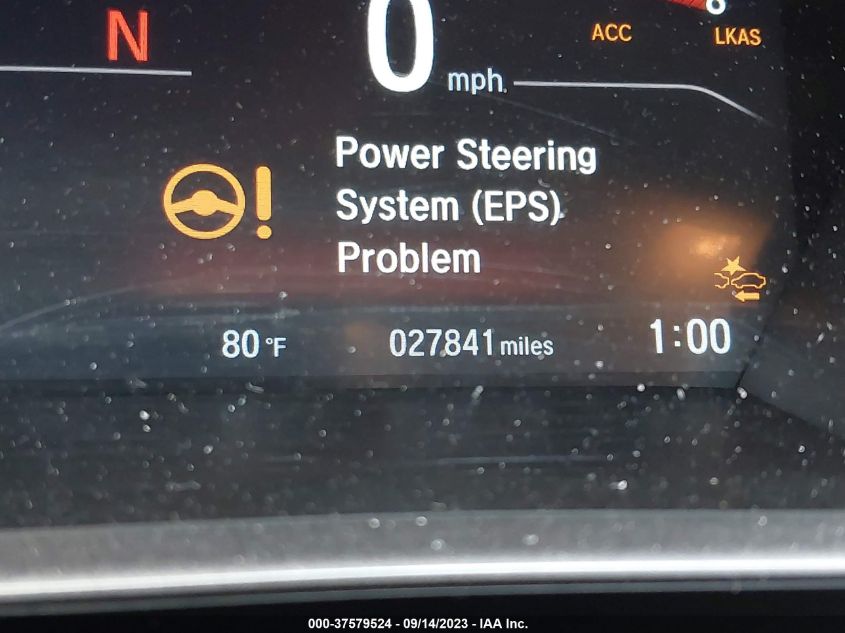 N
0 mph
8
ACC
LKAS
Power Steering
System (EPS)
Problem
80 °F
027841 miles
1:00
000-37579524 - 09/14/2023 - IAA Inc.